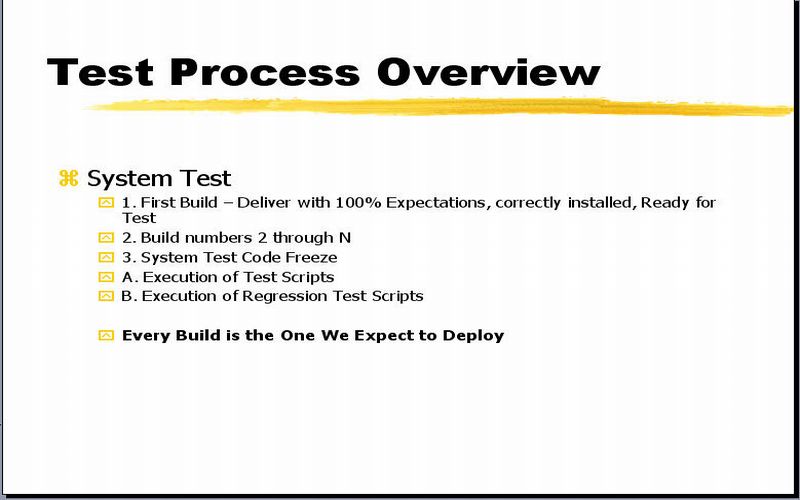 Test Process Overview
System Test
1. First Build – Deliver with 100% Expectations, correctly installed, Ready for
Test
2. Build numbers 2 through N
3. System Test Code Freeze
A. Execution of Test Scripts
B. Execution of Regression Test Scripts
Every Build is the One We Expect to Deploy